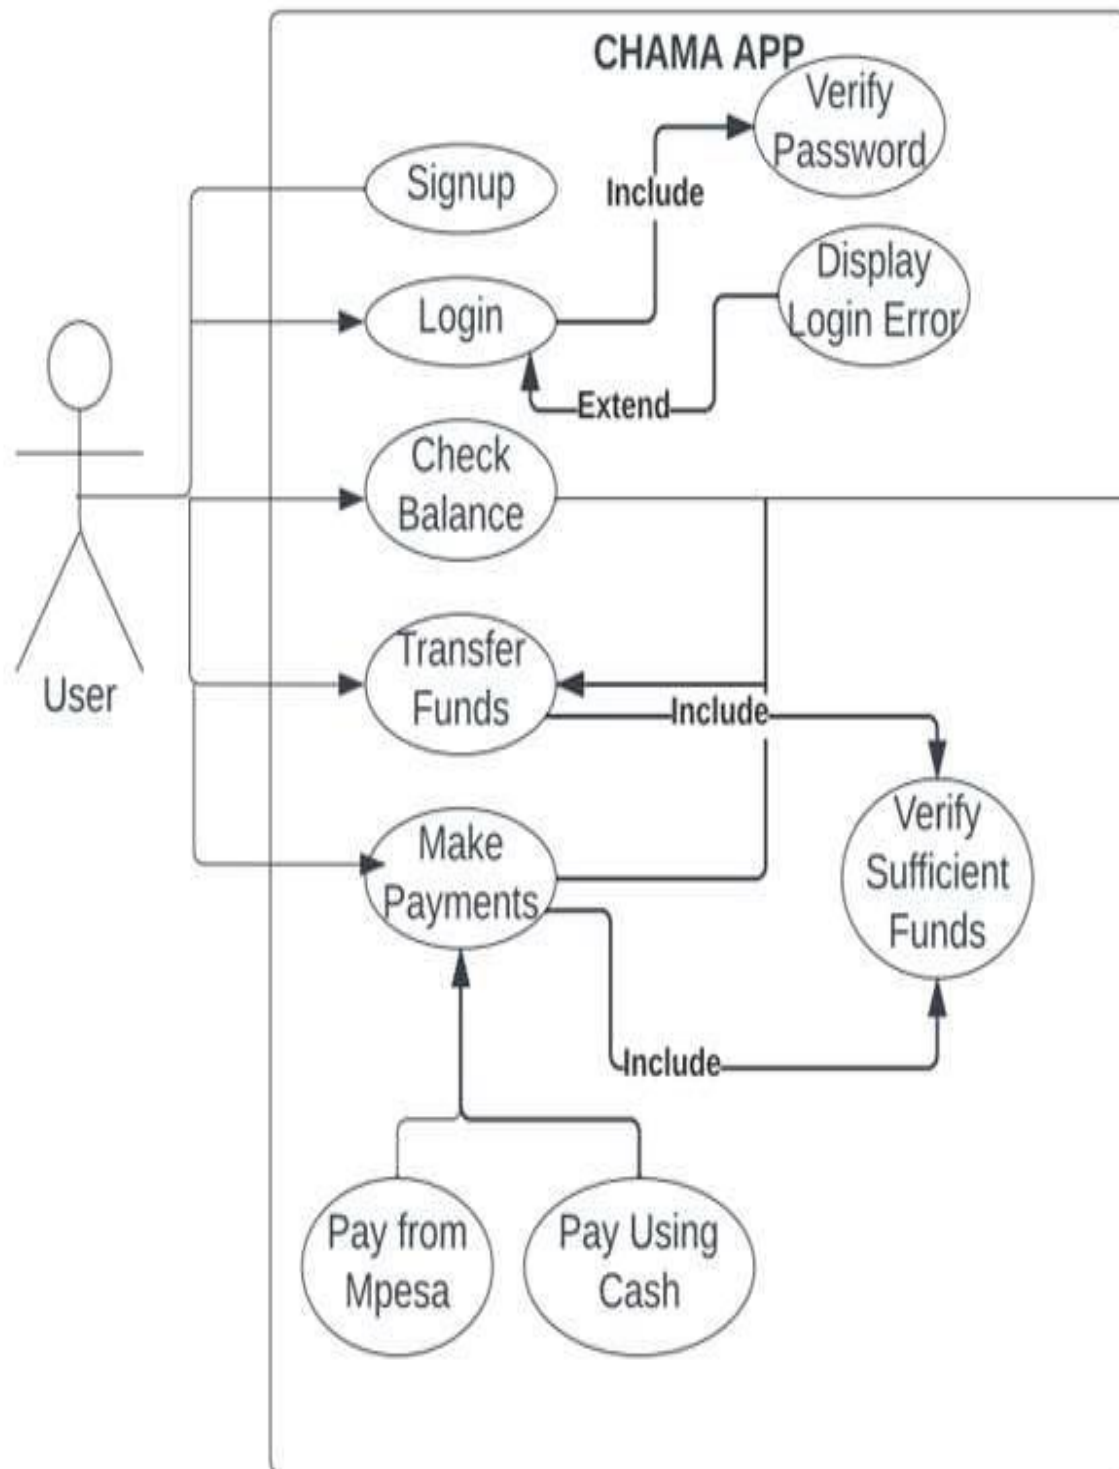 CHAMA APP
Verify
Password
Signup
Include
Display
Login Error
Login
Extend
Check
Balance
Transfer
Funds
User
Include
Verify
Sufficient
Funds
Make
Payments
Include
Pay from
Mpesa
Pay Using
Cash